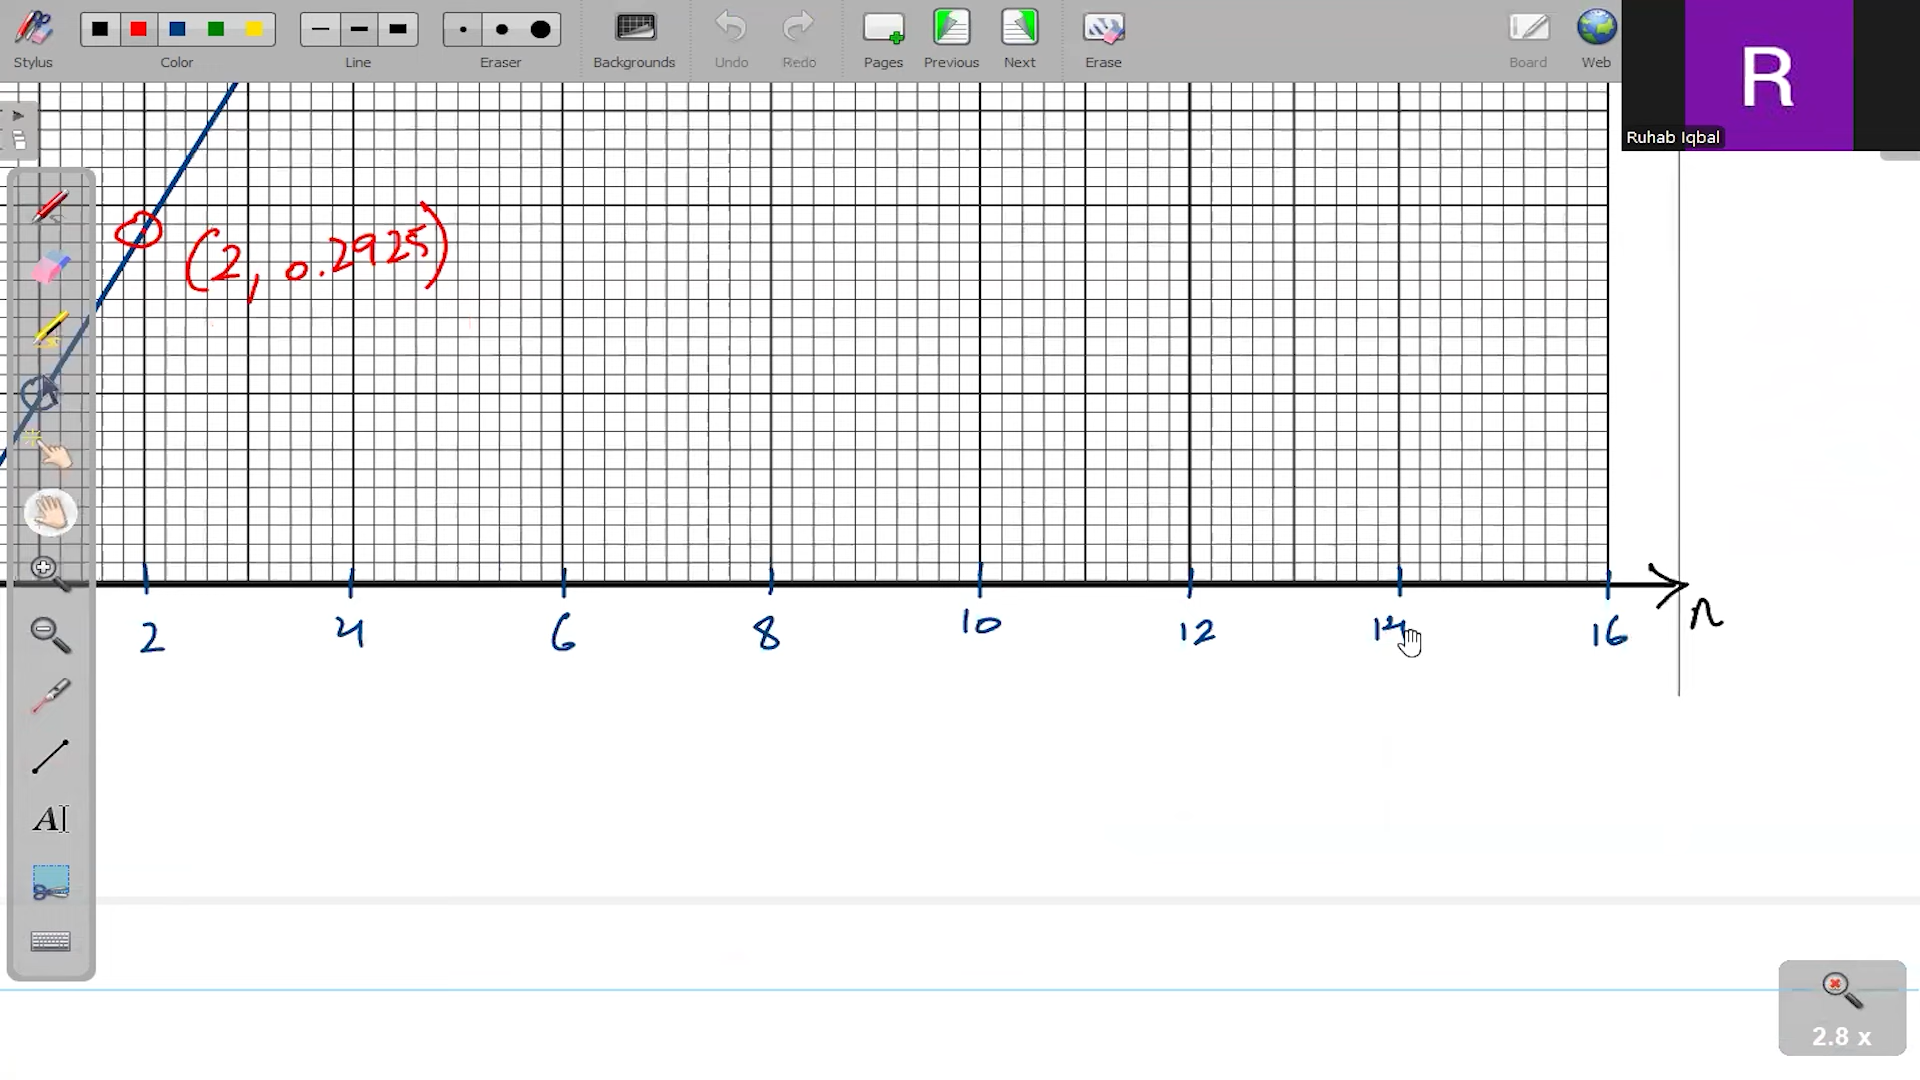 Stylus Color Line Eraser Backgrounds Undo Redo Pages Previous Next Erase Board Web
R
Ruhab Iqbal
(2, 0.2925)
2 4 6 8 10 12 14 16
n
AI
2.8 x